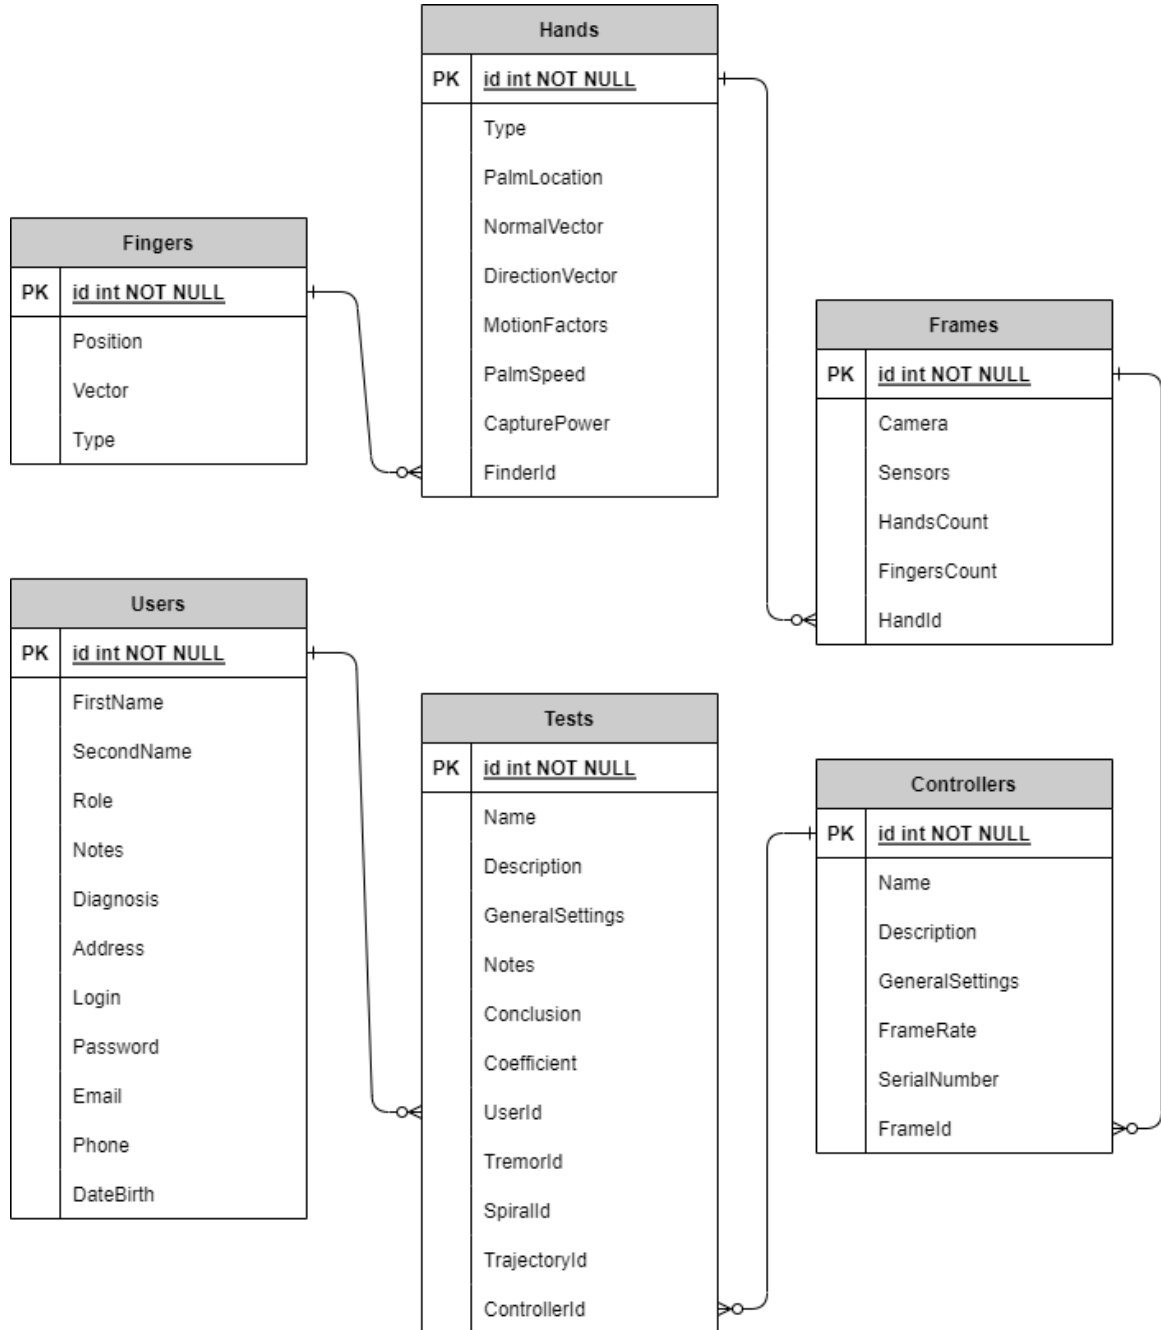 Hands
PK id int NOT NULL
Type
PalmLocation
NormalVector
DirectionVector
MotionFactors
PalmSpeed
CapturePower
FinderId
Fingers
PK id int NOT NULL
Position
Vector
Type
Frames
PK id int NOT NULL
Camera
Sensors
HandsCount
FingersCount
HandId
Users
PK id int NOT NULL
FirstName
SecondName
Role
Notes
Diagnosis
Address
Login
Password
Email
Phone
DateBirth
Tests
PK id int NOT NULL
Name
Description
GeneralSettings
Notes
Conclusion
Coefficient
UserId
TremorId
SpiralId
TrajectoryId
ControllerId
Controllers
PK id int NOT NULL
Name
Description
GeneralSettings
FrameRate
SerialNumber
FrameId